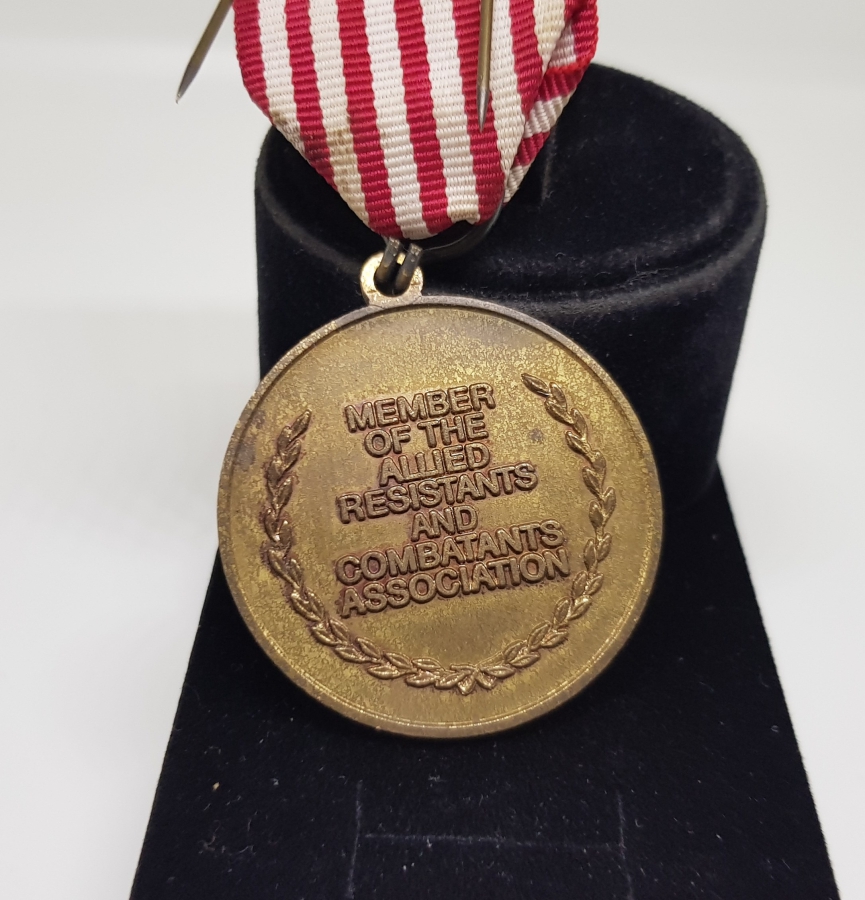 MEMBER
OF THE
ALLIED
RESISTANTS
AND
COMBATANTS
ASSOCIATION